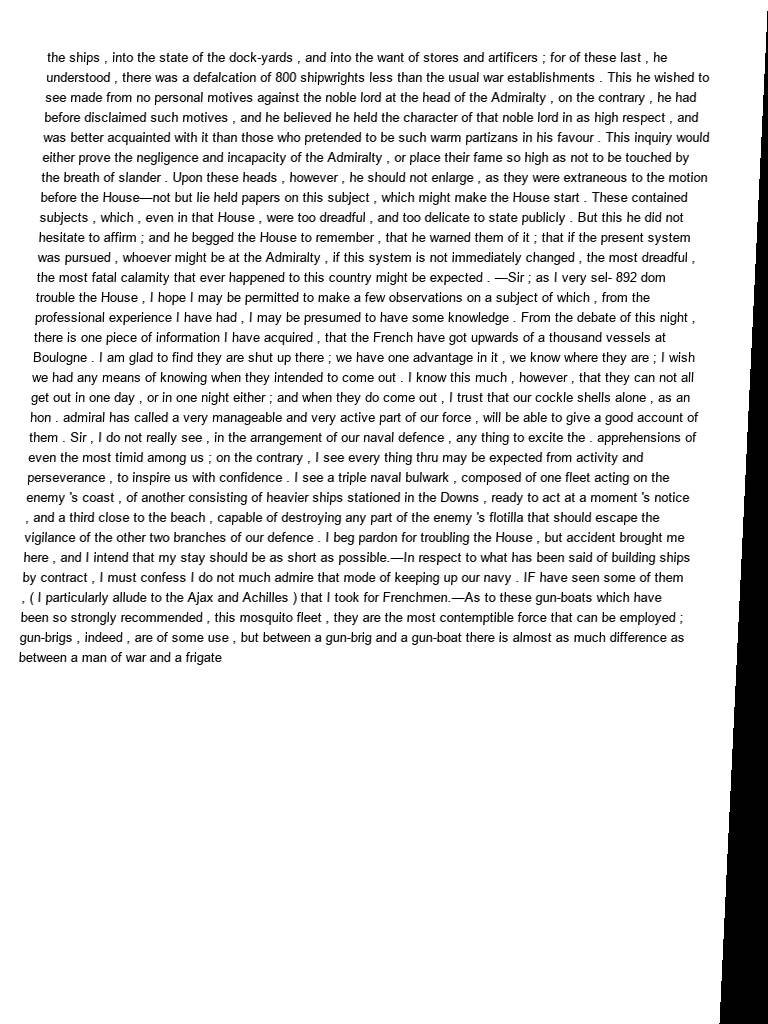 the ships , into the state of the dock-yards , and into the want of stores and artificers ; for of these last , he
understood , there was a defalcation of 800 shipwrights less than the usual war establishments . This he wished to
see made from no personal motives against the noble lord at the head of the Admiralty , on the contrary , he had
before disclaimed such motives , and he believed he held the character of that noble lord in as high respect , and
was better acquainted with it than those who pretended to be such warm partizans in his favour . This inquiry would
either prove the negligence and incapacity of the Admiralty , or place their fame so high as not to be touched by
the breath of slander . Upon these heads , however , he should not enlarge , as they were extraneous to the motion
before the House—not but lie held papers on this subject , which might make the House start . These contained
subjects , which , even in that House , were too dreadful , and too delicate to state publicly . But this he did not
hesitate to affirm ; and he begged the House to remember , that he warned them of it ; that if the present system
was pursued , whoever might be at the Admiralty , if this system is not immediately changed , the most dreadful ,
the most fatal calamity that ever happened to this country might be expected . —Sir ; as I very sel- 892 dom
trouble the House , I hope I may be permitted to make a few observations on a subject of which , from the
professional experience I have had , I may be presumed to have some knowledge . From the debate of this night ,
there is one piece of information I have acquired , that the French have got upwards of a thousand vessels at
Boulogne . I am glad to find they are shut up there ; we have one advantage in it , we know where they are ; I wish
we had any means of knowing when they intended to come out . I know this much , however , that they can not all
get out in one day , or in one night either ; and when they do come out , I trust that our cockle shells alone , as an
hon . admiral has called a very manageable and very active part of our force , will be able to give a good account of
them . Sir , I do not really see , in the arrangement of our naval defence , any thing to excite the . apprehensions of
even the most timid among us ; on the contrary , I see every thing thru may be expected from activity and
perseverance , to inspire us with confidence . I see a triple naval bulwark , composed of one fleet acting on the
enemy 's coast , of another consisting of heavier ships stationed in the Downs , ready to act at a moment 's notice
, and a third close to the beach , capable of destroying any part of the enemy 's flotilla that should escape the
vigilance of the other two branches of our defence . I beg pardon for troubling the House , but accident brought me
here , and I intend that my stay should be as short as possible.—In respect to what has been said of building ships
by contract , I must confess I do not much admire that mode of keeping up our navy . IF have seen some of them
, ( I particularly allude to the Ajax and Achilles ) that I took for Frenchmen.—As to these gun-boats which have
been so strongly recommended , this mosquito fleet , they are the most contemptible force that can be employed ;
gun-brigs , indeed , are of some use , but between a gun-brig and a gun-boat there is almost as much difference as
between a man of war and a frigate